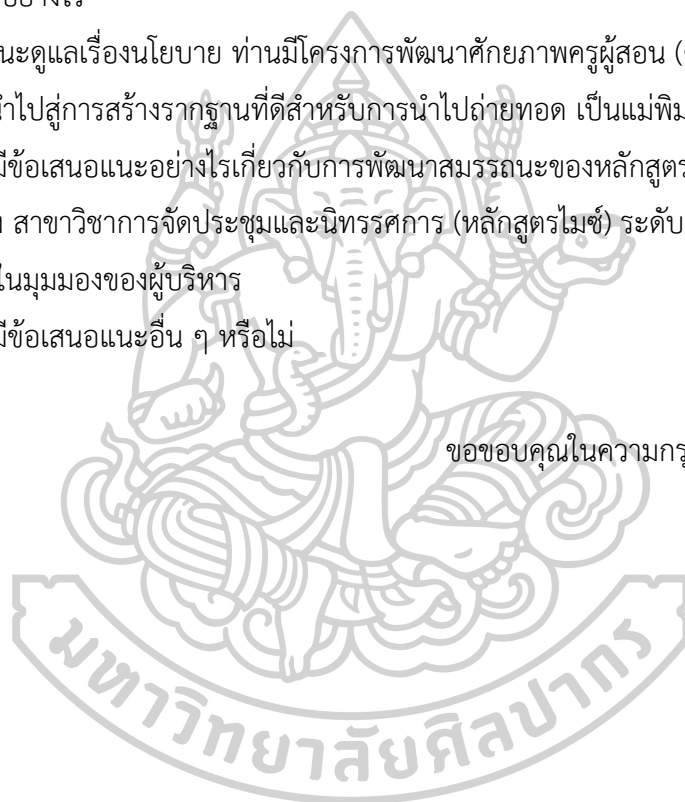 นะดูแลเรื่องนโยบาย ท่านมีโครงการพัฒนาศักยภาพครูผู้สอน
นำไปสู่การสร้างรากฐานที่ดีสำหรับการนำไปถ่ายทอด เป็นแม่พิม
มีข้อเสนอแนะอย่างไรเกี่ยวกับการพัฒนาสมรรถนะของหลักสูตร
สาขาวิชาการจัดประชุมและนิทรรศการ (หลักสูตรไมซ์) ระดับ
ในมุมมองของผู้บริหาร
มีข้อเสนอแนะอื่น ๆ หรือไม่
ขอขอบคุณในความกรุ
มหาวิทยาลัยศิลปากร